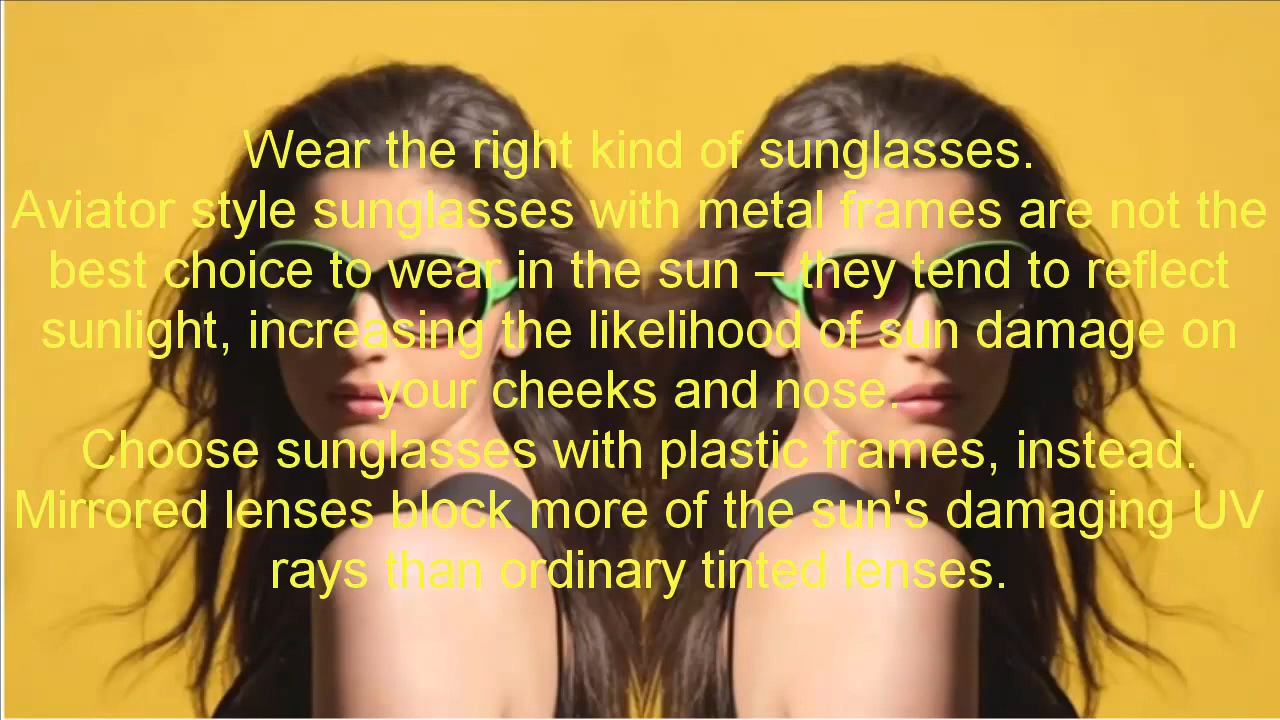 Wear the right kind of sunglasses.
Aviator style sunglasses with metal frames are not the
best choice to wear in the sun – they tend to reflect
sunlight, increasing the likelihood of sun damage on
your cheeks and nose.
Choose sunglasses with plastic frames, instead.
Mirrored lenses block more of the sun's damaging UV
rays than ordinary tinted lenses.